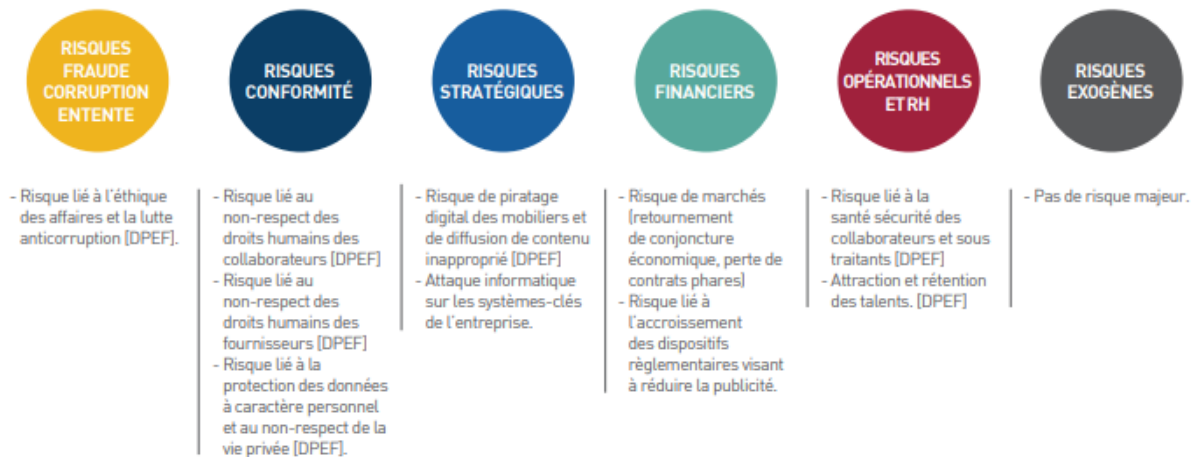 RISQUES
FRAUDE
CORRUPTION
ENTENTE
- Risque lié à l'éthique
des affaires et la lutte
anticorruption [DPEF].
RISQUES
CONFORMITÉ
- Risque lié au
non-respect des
droits humains des
collaborateurs [DPEF]
- Risque lié au
non-respect des
droits humains des
fournisseurs [DPEF]
- Risque lié à la
protection des données
à caractère personnel
et au non-respect de la
vie privée [DPEF].
RISQUES
STRATÉGIQUES
- Risque de piratage
digital des mobiliers et
de diffusion de contenu
inapproprié [DPEF]
- Attaque informatique
sur les systèmes-clés
de l'entreprise.
RISQUES
FINANCIERS
- Risque de marchés
(retournement
de conjoncture
économique, perte de
contrats phares)
- Risque lié à
l'accroissement
des dispositifs
règlementaires visant
à réduire la publicité.
RISQUES
OPÉRATIONNELS
ET RH
- Risque lié à la
santé sécurité des
collaborateurs et sous
traitants [DPEF]
- Attraction et rétention
des talents. [DPEF]
RISQUES
EXOGÈNES
- Pas de risque majeur.